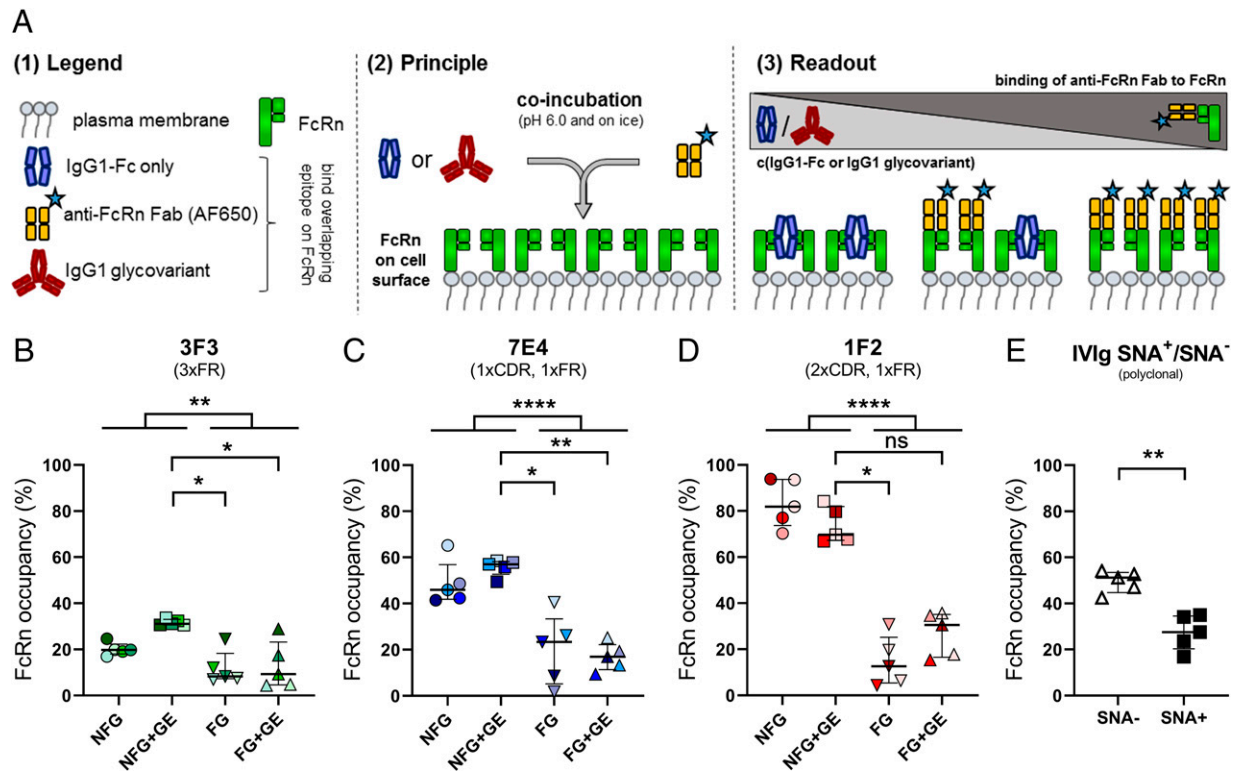 A
(1) Legend
plasma membrane
FcRn
IgG1-Fc only
anti-FcRn Fab (AF650)
IgG1 glycovariant
bind overlapping
epitope on FcRn
(2) Principle
co-incubation
(pH 6.0 and on ice)
or
FcRn
on cell
surface
(3) Readout
binding of anti-FcRn Fab to FcRn
/
c(IgG1-Fc or IgG1 glycovariant)
B
3F3
(3xFR)
**
*
*
FcRn occupancy (%)
100
80
60
40
20
0
NFG
NFG+GE
FG
FG+GE
C
7E4
(1xCDR, 1xFR)
****
**
*
FcRn occupancy (%)
100
80
60
40
20
0
NFG
NFG+GE
FG
FG+GE
D
1F2
(2xCDR, 1xFR)
****
ns
*
FcRn occupancy (%)
100
80
60
40
20
0
NFG
NFG+GE
FG
FG+GE
E
IVIg SNA+/SNA-
(polyclonal)
**
FcRn occupancy (%)
100
80
60
40
20
0
SNA-
SNA+